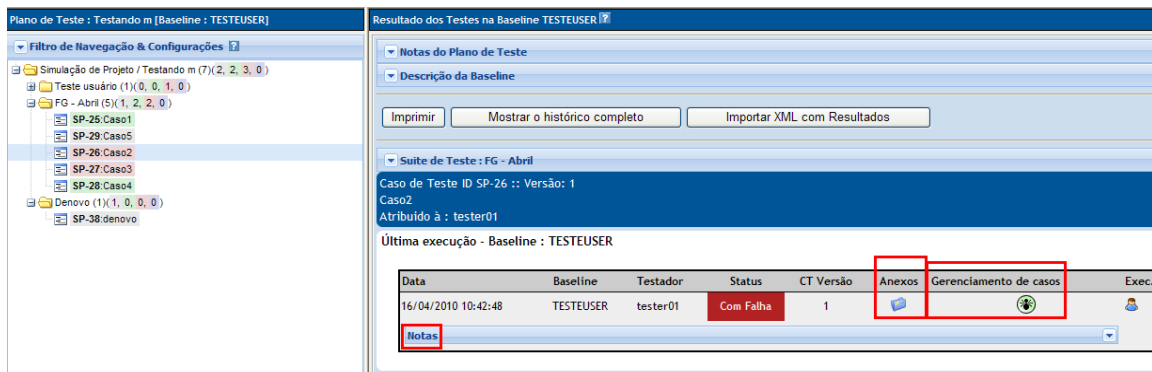 Plano de Teste : Testando m [Baseline : TESTEUSER]
Filtro de Navegação & Configurações ?
Simulação de Projeto / Testando m (7)(2, 2, 3, 0)
Teste usuário (1)(0, 0, 1, 0)
FG - Abril (5)(1, 2, 2, 0)
SP-25:Caso1
SP-29:Caso5
SP-26:Caso2
SP-27:Caso3
SP-28:Caso4
Denovo (1)(1, 0, 0, 0)
SP-38:denovo
Resultado dos Testes na Baseline TESTEUSER ?
Notas do Plano de Teste
Descrição da Baseline
Imprimir Mostrar o histórico completo Importar XML com Resultados
Suite de Teste : FG - Abril
Caso de Teste ID SP-26 :: Versão: 1
Caso2
Atribuido à : tester01
Última execução - Baseline : TESTEUSER
Data Baseline Testador Status CT Versão Anexos Gerenciamento de casos Exec.
16/04/2010 10:42:48 TESTEUSER tester01 Com Falha 1
Notas